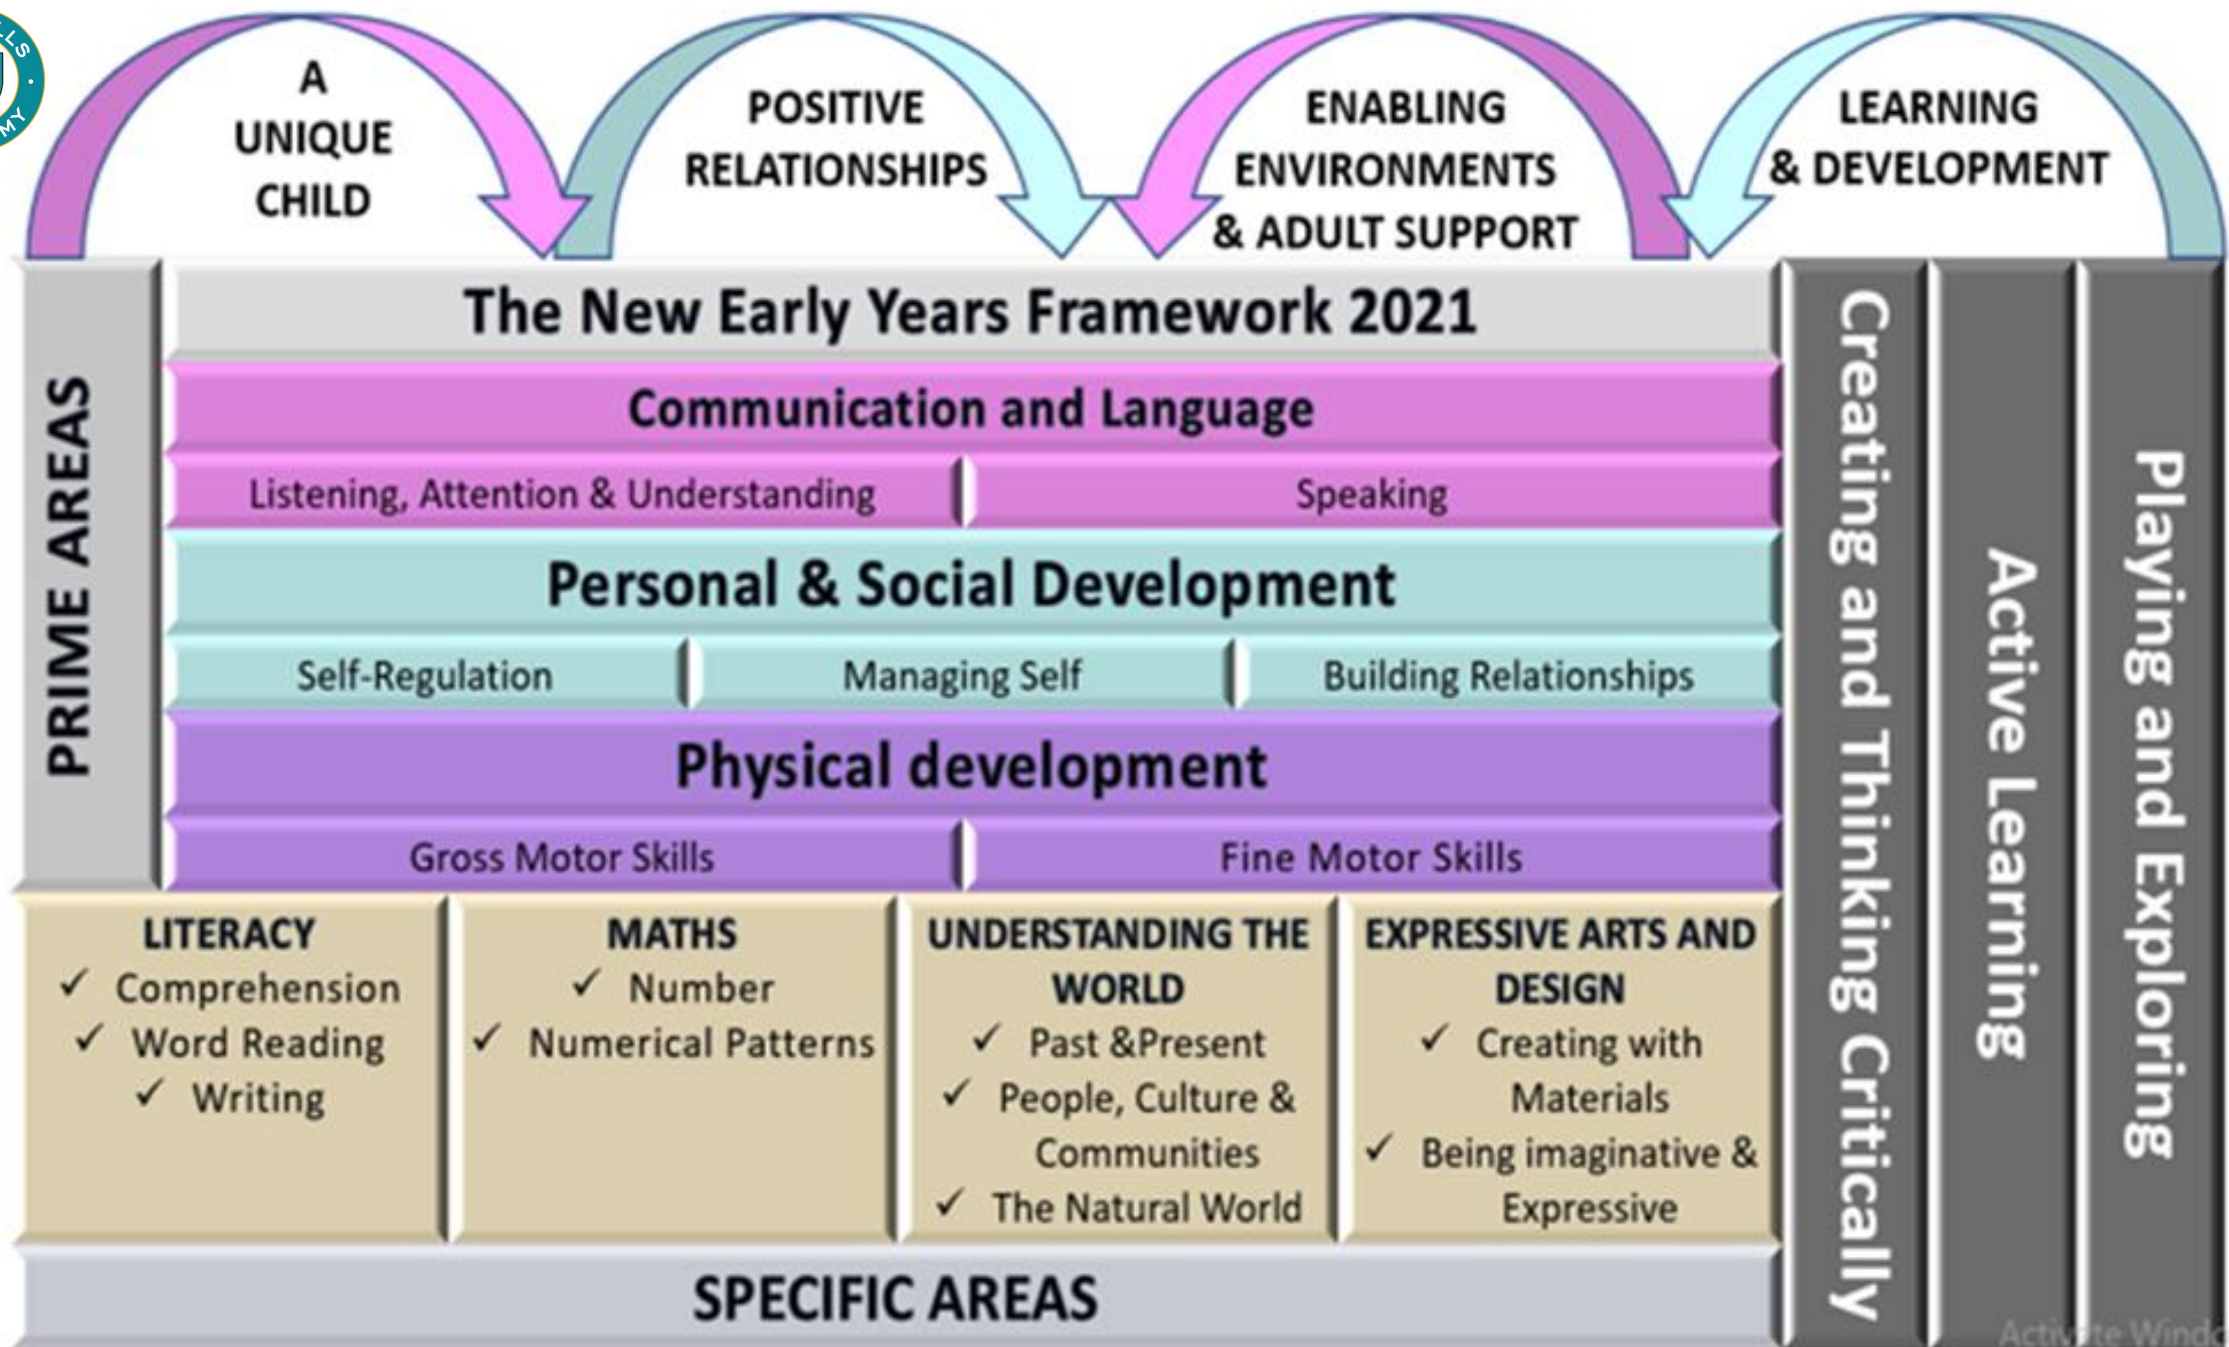 LLS
MY
A
UNIQUE
CHILD
POSITIVE
RELATIONSHIPS
ENABLING
ENVIRONMENTS
& ADULT SUPPORT
LEARNING
& DEVELOPMENT
PRIME AREAS
The New Early Years Framework 2021
Communication and Language
Listening, Attention & Understanding
Speaking
Personal & Social Development
Self-Regulation
Managing Self
Building Relationships
Physical development
Gross Motor Skills
Fine Motor Skills
LITERACY
✓ Comprehension
✓ Word Reading
✓ Writing
MATHS
✓ Number
✓ Numerical Patterns
UNDERSTANDING THE
WORLD
✓ Past &Present
✓ People, Culture &
Communities
✓ The Natural World
EXPRESSIVE ARTS AND
DESIGN
✓ Creating with
Materials
✓ Being imaginative &
Expressive
SPECIFIC AREAS
Creating and Thinking Critically
Active Learning
Playing and Exploring
Activate Windo